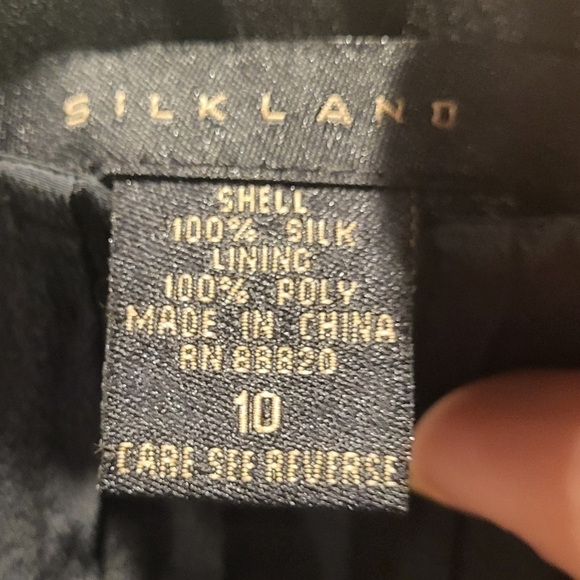 SILKLAND
SHELL
100% SILK
LINING
100% POLY
MADE IN CHINA
RN 88820
10
CARE SEE REVERSE